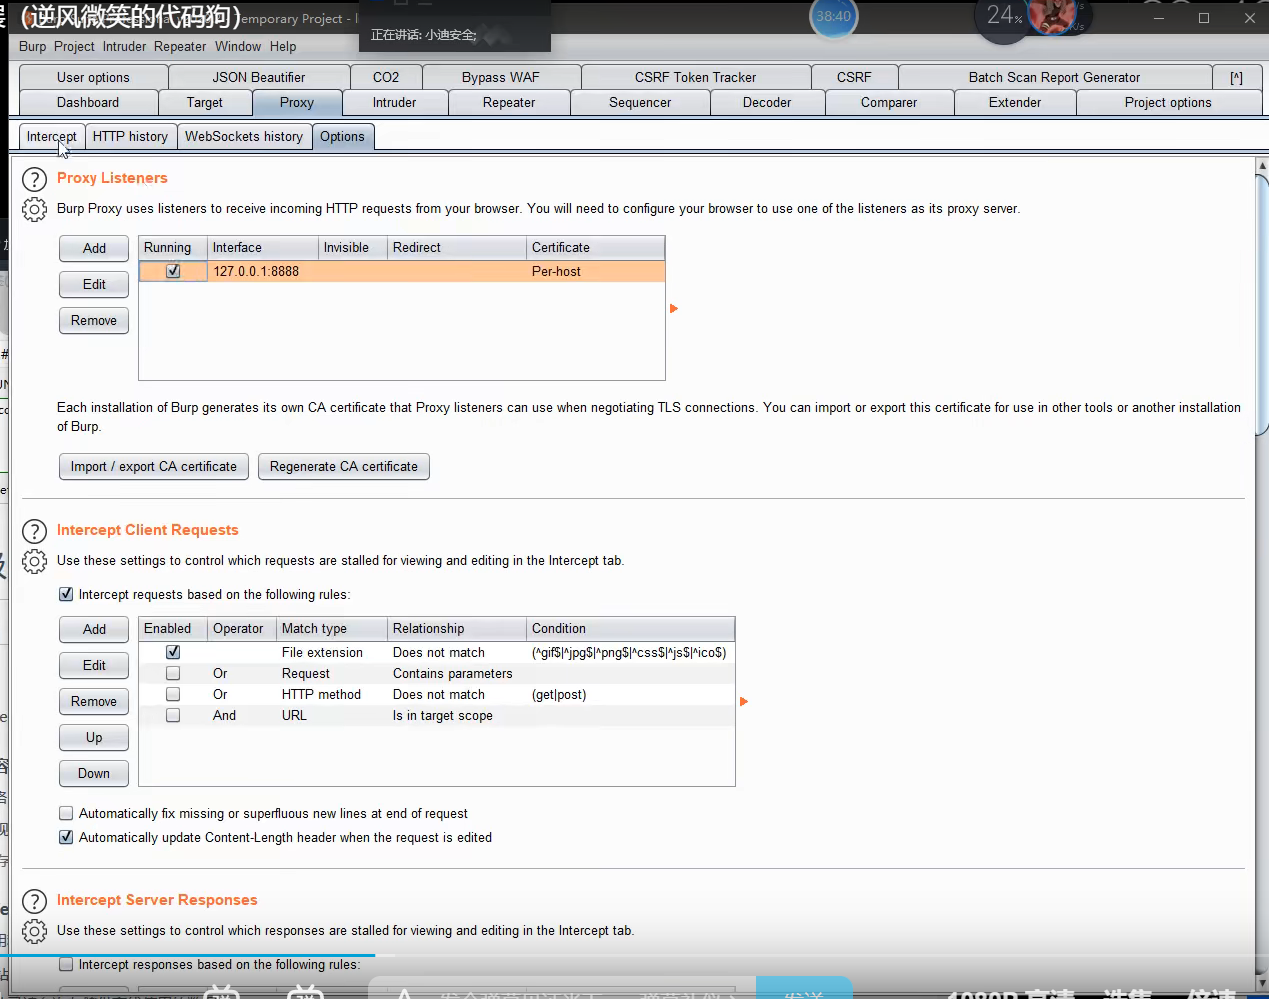 (逆风微笑的代码狗)
Temporary Project - l
正在讲话: 小迪安全;
38:40
24%
Burp Project Intruder Repeater Window Help
User options JSON Beautifier CO2 Bypass WAF CSRF Token Tracker CSRF Batch Scan Report Generator [^]
Dashboard Target Proxy Intruder Repeater Sequencer Decoder Comparer Extender Project options
Intercept HTTP history WebSockets history Options
Proxy Listeners
Burp Proxy uses listeners to receive incoming HTTP requests from your browser. You will need to configure your browser to use one of the listeners as its proxy server.
Add
Edit
Remove
Running Interface Invisible Redirect Certificate
127.0.0.1:8888 Per-host
Each installation of Burp generates its own CA certificate that Proxy listeners can use when negotiating TLS connections. You can import or export this certificate for use in other tools or another installation
of Burp.
Import / export CA certificate Regenerate CA certificate
Intercept Client Requests
Use these settings to control which requests are stalled for viewing and editing in the Intercept tab.
Intercept requests based on the following rules:
Add
Edit
Remove
Up
Down
Enabled Operator Match type Relationship Condition
File extension Does not match (^gif$|^jpg$|^png$|^css$|^js$|^ico$)
Or Request Contains parameters
Or HTTP method Does not match (get|post)
And URL Is in target scope
Automatically fix missing or superfluous new lines at end of request
Automatically update Content-Length header when the request is edited
Intercept Server Responses
Use these settings to control which responses are stalled for viewing and editing in the Intercept tab.
Intercept responses based on the following rules:
发送
1080P 高清 选集 倍速